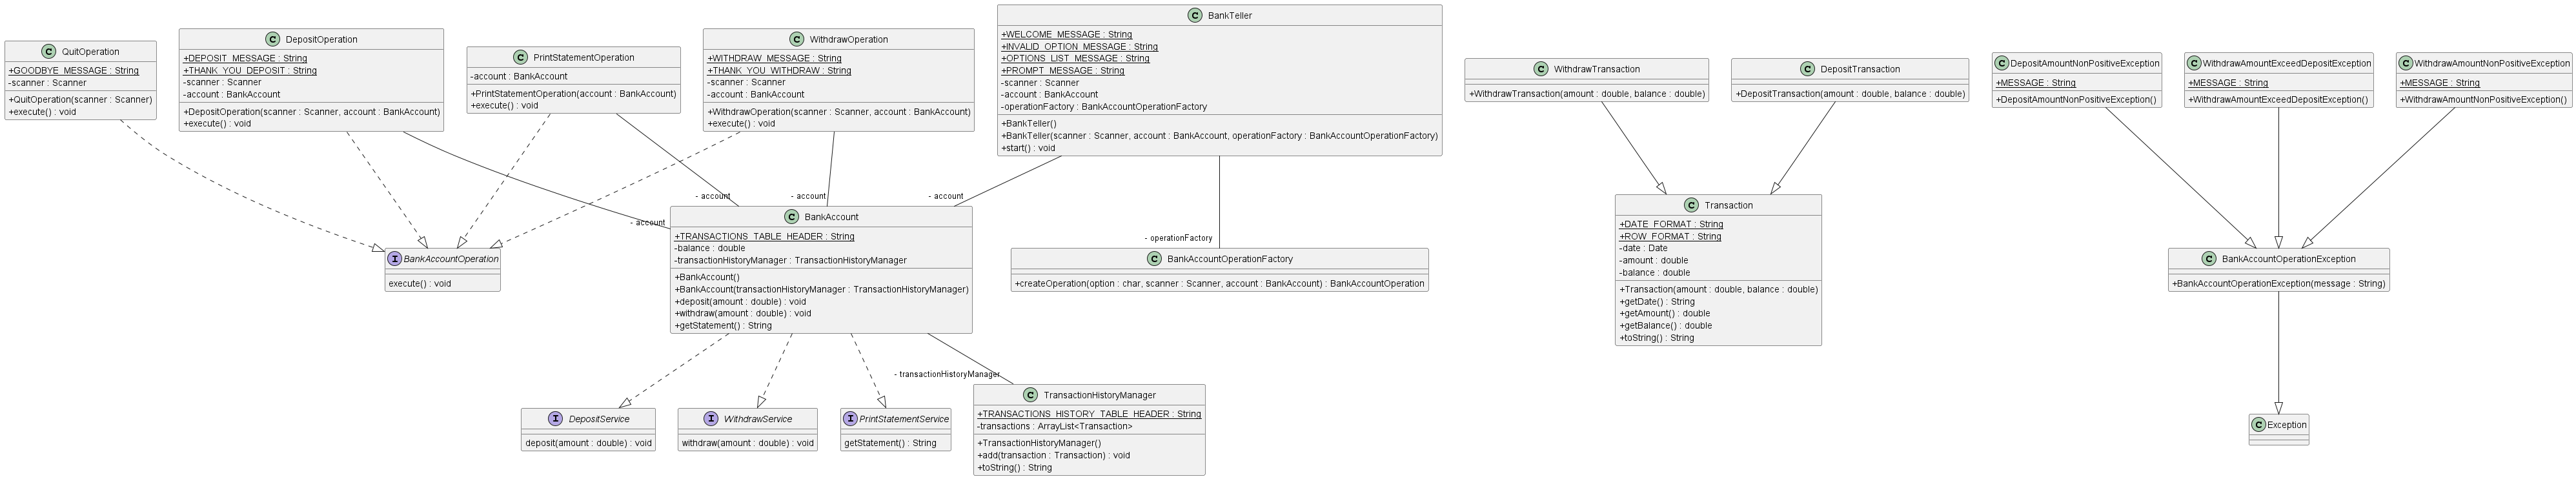 QuitOperation
+GOODBYE_MESSAGE : String
-scanner : Scanner
+QuitOperation(scanner : Scanner)
+execute() : void
DepositOperation
+DEPOSIT_MESSAGE : String
+THANK_YOU_DEPOSIT : String
-scanner : Scanner
-account : BankAccount
+DepositOperation(scanner : Scanner, account : BankAccount)
+execute() : void
PrintStatementOperation
-account : BankAccount
+PrintStatementOperation(account : BankAccount)
+execute() : void
WithdrawOperation
+WITHDRAW_MESSAGE : String
+THANK_YOU_WITHDRAW : String
-scanner : Scanner
-account : BankAccount
+WithdrawOperation(scanner : Scanner, account : BankAccount)
+execute() : void
BankTeller
+WELCOME_MESSAGE : String
+INVALID_OPTION_MESSAGE : String
+OPTIONS_LIST_MESSAGE : String
+PROMPT_MESSAGE : String
-scanner : Scanner
-account : BankAccount
-operationFactory : BankAccountOperationFactory
+BankTeller()
+BankTeller(scanner : Scanner, account : BankAccount, operationFactory : BankAccountOperationFactory)
+start() : void
WithdrawTransaction
+WithdrawTransaction(amount : double, balance : double)
DepositTransaction
+DepositTransaction(amount : double, balance : double)
DepositAmountNonPositiveException
+MESSAGE : String
+DepositAmountNonPositiveException()
WithdrawAmountExceedDepositException
+MESSAGE : String
+WithdrawAmountExceedDepositException()
WithdrawAmountNonPositiveException
+MESSAGE : String
+WithdrawAmountNonPositiveException()
- account
- account
- account
- account
- operationFactory
BankAccountOperation
execute() : void
BankAccount
+TRANSACTIONS_TABLE_HEADER : String
-balance : double
-transactionHistoryManager : TransactionHistoryManager
+BankAccount()
+BankAccount(transactionHistoryManager : TransactionHistoryManager)
+deposit(amount : double) : void
+withdraw(amount : double) : void
+getStatement() : String
BankAccountOperationFactory
+createOperation(option : char, scanner : Scanner, account : BankAccount) : BankAccountOperation
Transaction
+DATE_FORMAT : String
+ROW_FORMAT : String
-date : Date
-amount : double
-balance : double
+Transaction(amount : double, balance : double)
+getDate() : String
+getAmount() : double
+getBalance() : double
+toString() : String
BankAccountOperationException
+BankAccountOperationException(message : String)
- transactionHistoryManager
DepositService
deposit(amount : double) : void
WithdrawService
withdraw(amount : double) : void
PrintStatementService
getStatement() : String
TransactionHistoryManager
+TRANSACTIONS_HISTORY_TABLE_HEADER : String
-transactions : ArrayList<Transaction>
+TransactionHistoryManager()
+add(transaction : Transaction) : void
+toString() : String
Exception